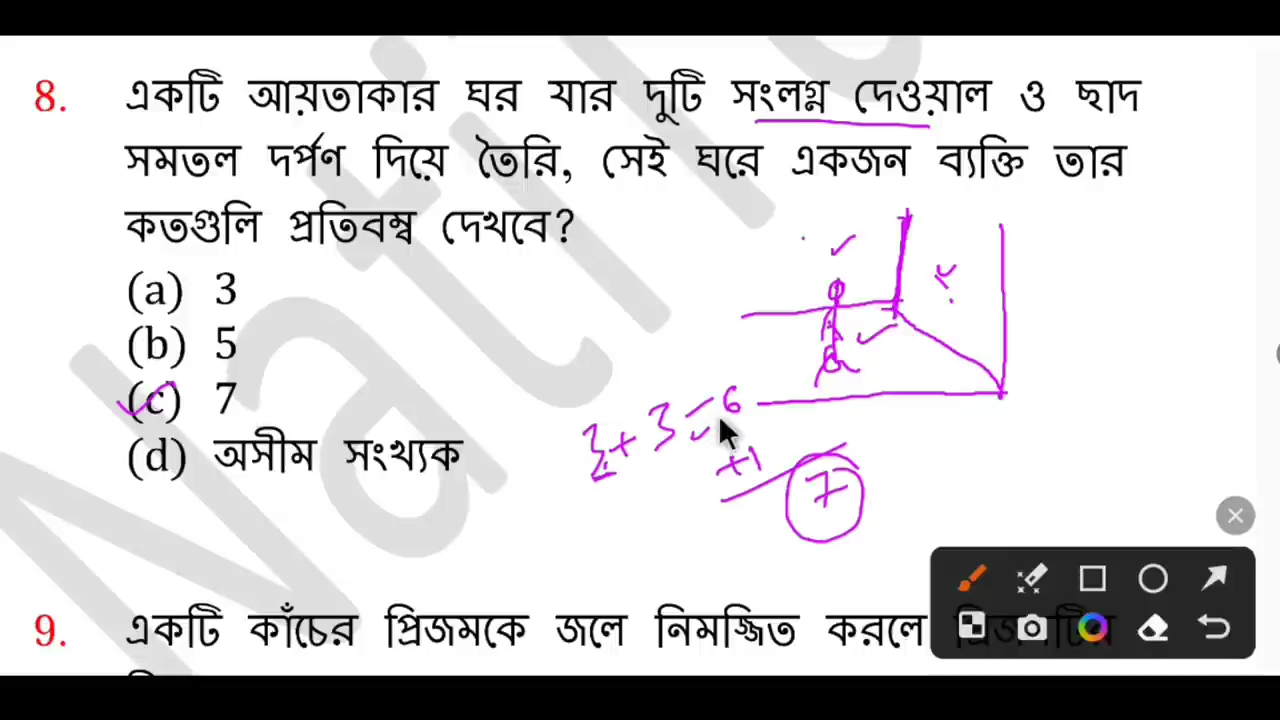 8. একটি আয়তাকার ঘর যার দুটি সংলগ্ন দেওয়াল ও ছাদ
সমতল দর্পণ দিয়ে তৈরি, সেই ঘরে একজন ব্যক্তি তার
কতগুলি প্রতিবম্ব দেখবে?
(a) 3
(b) 5
(c) 7
(d) অসীম সংখ্যক
3 + 3 = 6
+1
7
9. একটি কাঁচের প্রিজমকে জলে নিমজ্জিত করলে